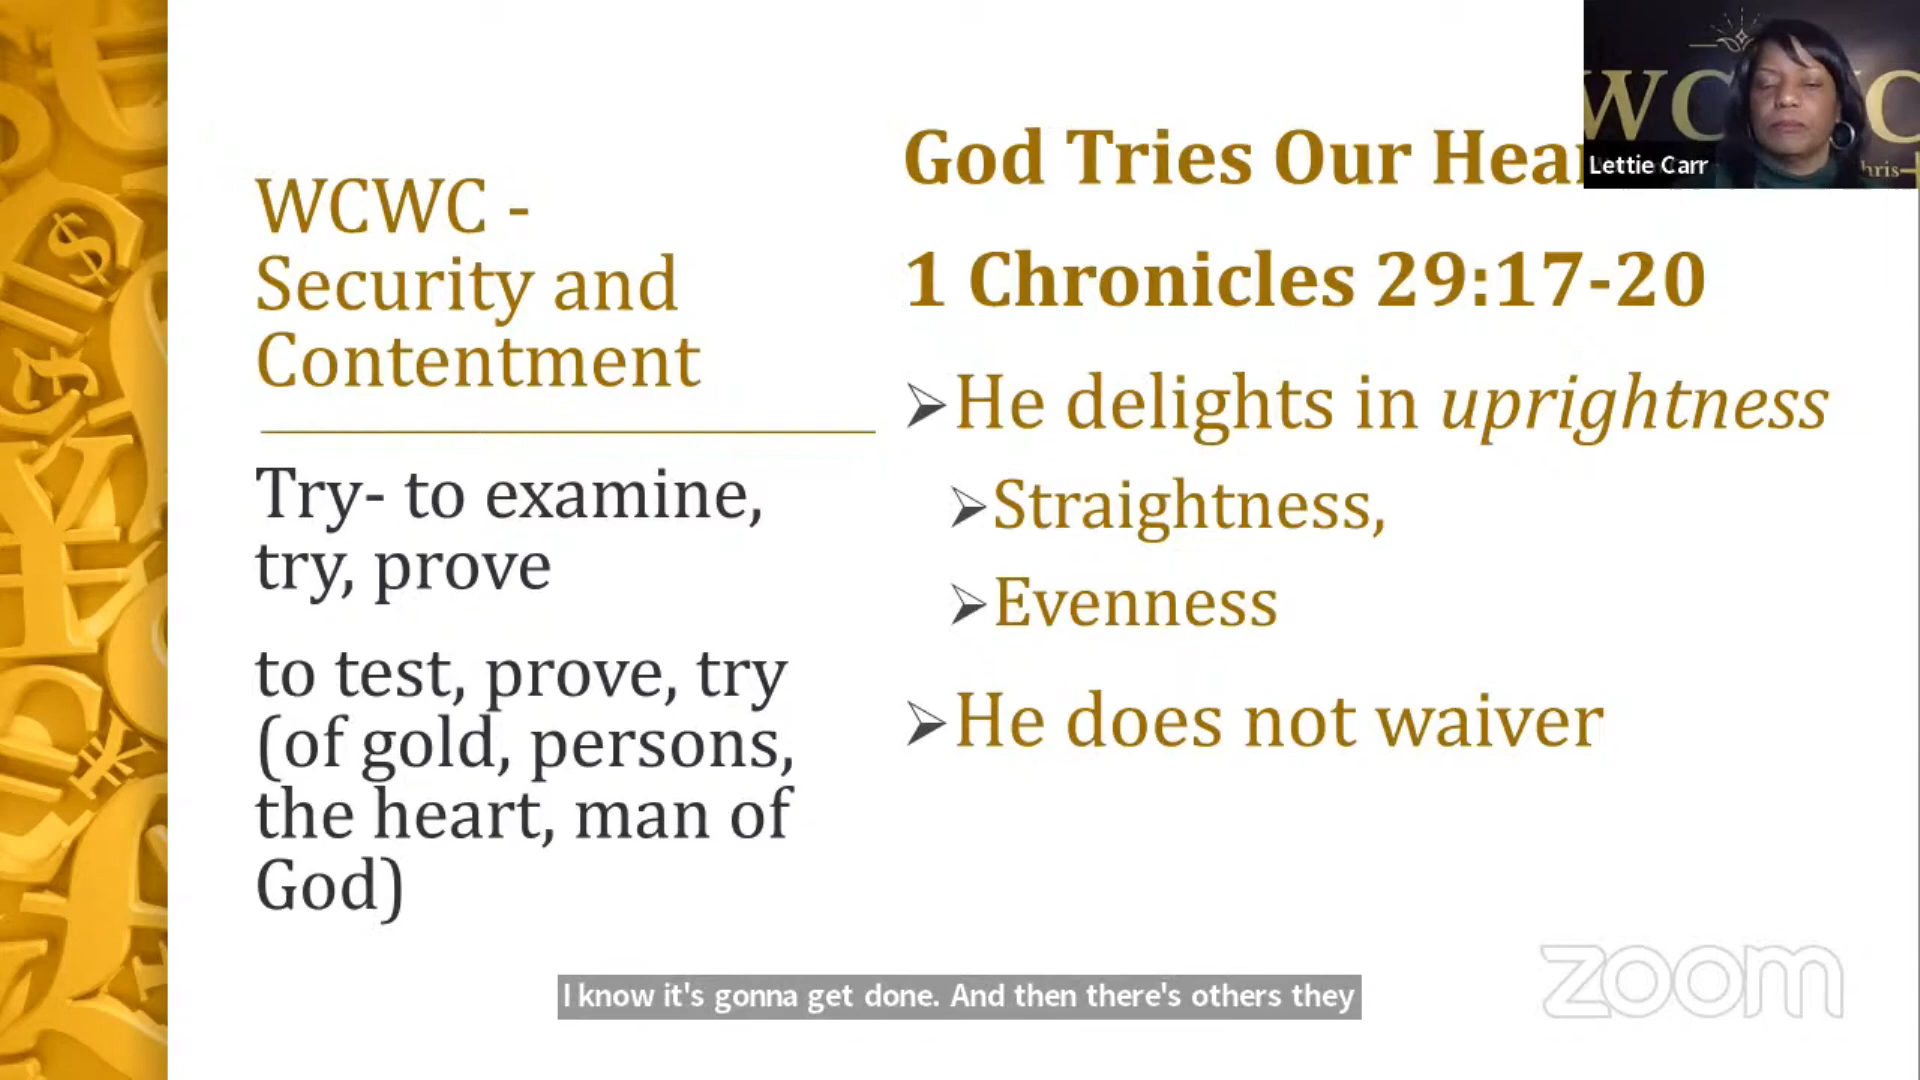 WCWC -
Security and
Contentment
Try- to examine,
try, prove
to test, prove, try
(of gold, persons,
the heart, man of
God)
God Tries Our Hear
1 Chronicles 29:17-20
➢He delights in uprightness
➢Straightness,
➢Evenness
➢He does not waiver
WC C
Lettie Carr
hris
I know it's gonna get done. And then there's others they
zoom